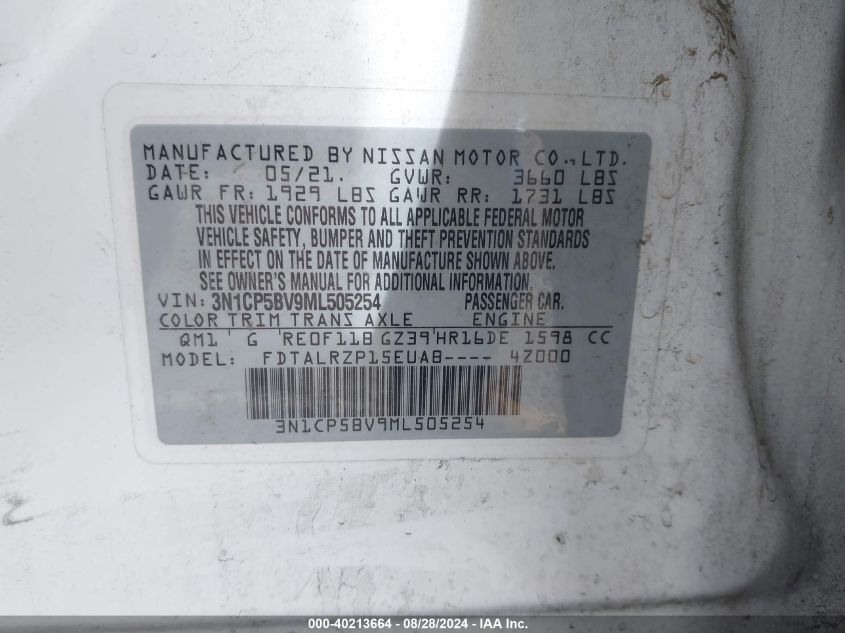 MANUFACTURED BY NISSAN MOTOR CO., LTD.
DATE: 05/21. GVWR: 3660 LBS
GAWR FR: 1929 LBS GAWR RR: 1731 LBS
THIS VEHICLE CONFORMS TO ALL APPLICABLE FEDERAL MOTOR
VEHICLE SAFETY, BUMPER AND THEFT PREVENTION STANDARDS
IN EFFECT ON THE DATE OF MANUFACTURE SHOWN ABOVE.
SEE OWNER'S MANUAL FOR ADDITIONAL INFORMATION.
VIN: 3N1CP5BV9ML505254 PASSENGER CAR.
COLOR TRIM TRANS AXLE ENGINE
QM1 G RE0F11B GZ39 HR16DE 1598 CC
MODEL: FDTALRZP15EUAB---- 4Z000
3N1CP5BV9ML505254
000-40213664 - 08/28/2024 - IAA Inc.